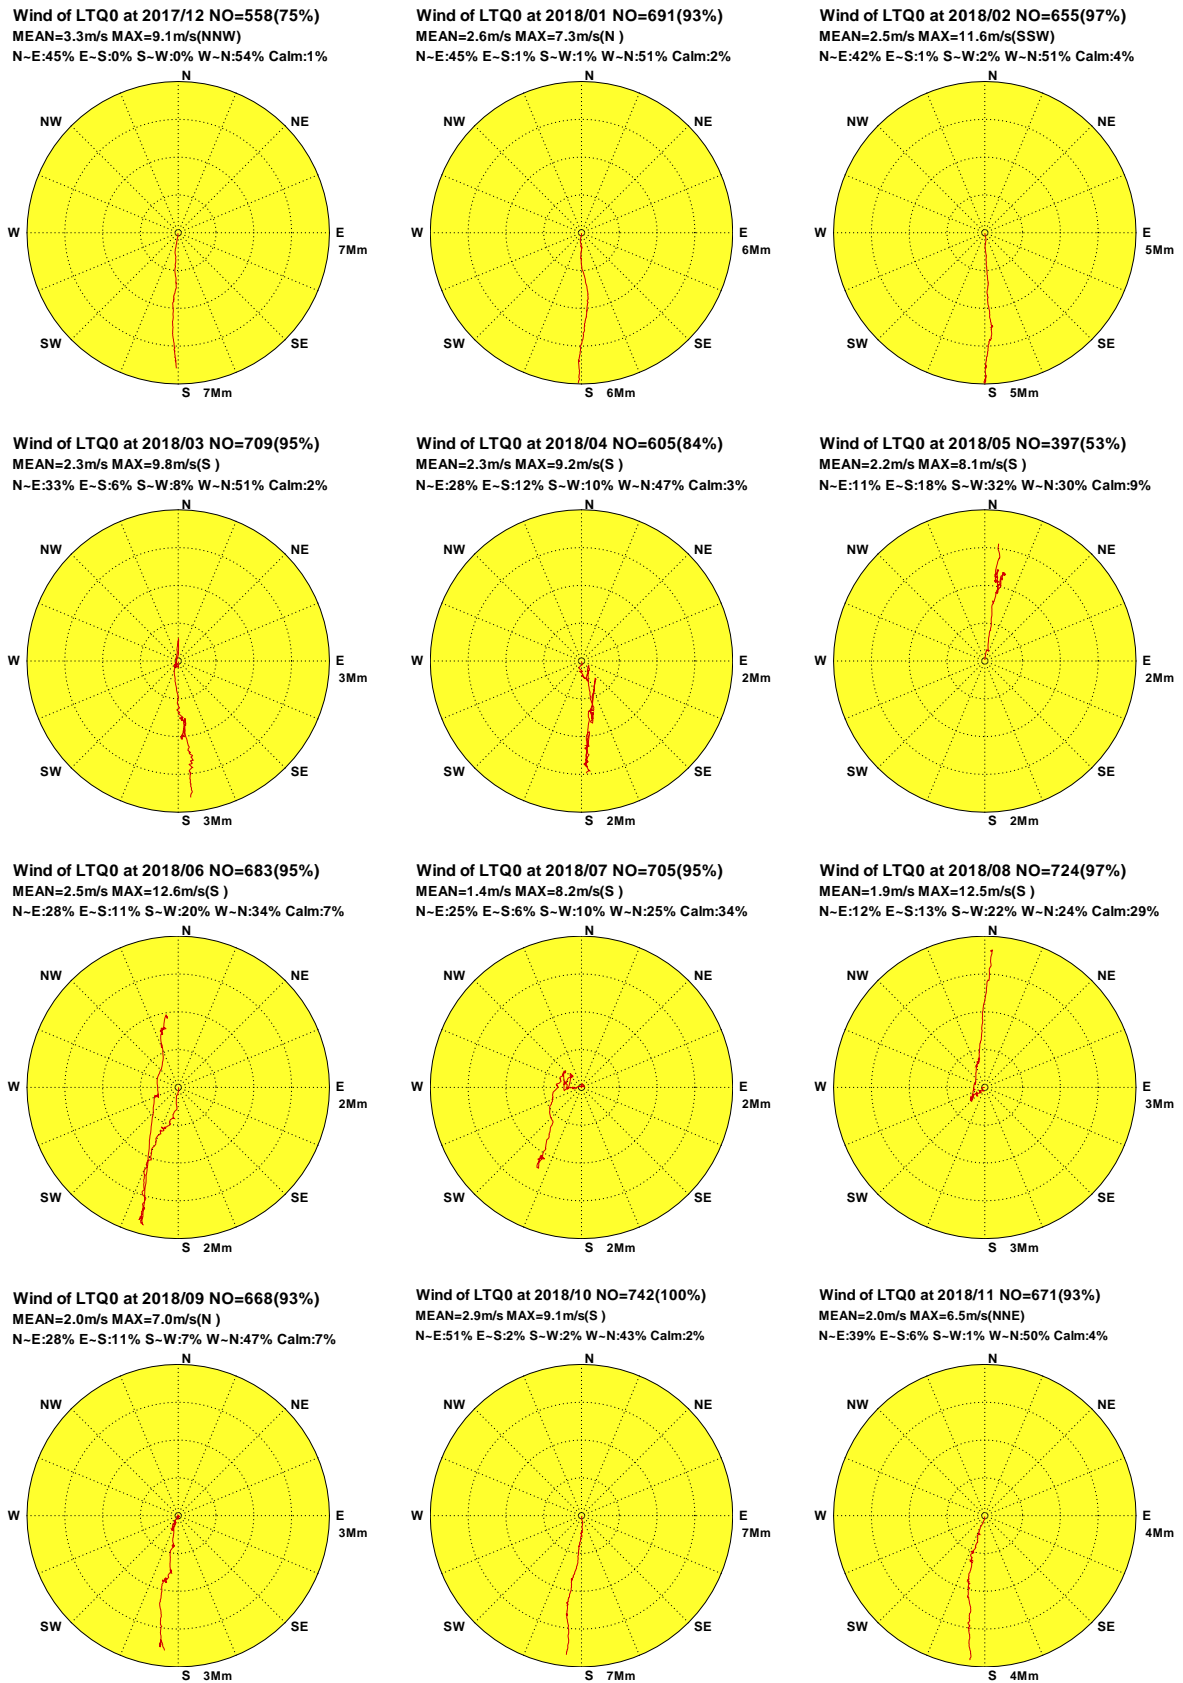 Wind of LTQ0 at 2017/12 NO=558(75%)
MEAN=3.3m/s MAX=9.1m/s(NNW)
N~E:45% E~S:0% S~W:0% W~N:54% Calm:1%
N
NW
NE
W
E
7Mm
SW
SE
S 7Mm
Wind of LTQ0 at 2018/01 NO=691(93%)
MEAN=2.6m/s MAX=7.3m/s(N )
N~E:45% E~S:1% S~W:1% W~N:51% Calm:2%
N
NW
NE
W
E
6Mm
SW
SE
S 6Mm
Wind of LTQ0 at 2018/02 NO=655(97%)
MEAN=2.5m/s MAX=11.6m/s(SSW)
N~E:42% E~S:1% S~W:2% W~N:51% Calm:4%
N
NW
NE
W
E
5Mm
SW
SE
S 5Mm
Wind of LTQ0 at 2018/03 NO=709(95%)
MEAN=2.3m/s MAX=9.8m/s(S )
N~E:33% E~S:6% S~W:8% W~N:51% Calm:2%
N
NW
NE
W
E
3Mm
SW
SE
S 3Mm
Wind of LTQ0 at 2018/04 NO=605(84%)
MEAN=2.3m/s MAX=9.2m/s(S )
N~E:28% E~S:12% S~W:10% W~N:47% Calm:3%
N
NW
NE
W
E
2Mm
SW
SE
S 2Mm
Wind of LTQ0 at 2018/05 NO=397(53%)
MEAN=2.2m/s MAX=8.1m/s(S )
N~E:11% E~S:18% S~W:32% W~N:30% Calm:9%
N
NW
NE
W
E
2Mm
SW
SE
S 2Mm
Wind of LTQ0 at 2018/06 NO=683(95%)
MEAN=2.5m/s MAX=12.6m/s(S )
N~E:28% E~S:11% S~W:20% W~N:34% Calm:7%
N
NW
NE
W
E
2Mm
SW
SE
S 2Mm
Wind of LTQ0 at 2018/07 NO=705(95%)
MEAN=1.4m/s MAX=8.2m/s(S )
N~E:25% E~S:6% S~W:10% W~N:25% Calm:34%
N
NW
NE
W
E
2Mm
SW
SE
S 2Mm
Wind of LTQ0 at 2018/08 NO=724(97%)
MEAN=1.9m/s MAX=12.5m/s(S )
N~E:12% E~S:13% S~W:22% W~N:24% Calm:29%
N
NW
NE
W
E
3Mm
SW
SE
S 3Mm
Wind of LTQ0 at 2018/09 NO=668(93%)
MEAN=2.0m/s MAX=7.0m/s(N )
N~E:28% E~S:11% S~W:7% W~N:47% Calm:7%
N
NW
NE
W
E
3Mm
SW
SE
S 3Mm
Wind of LTQ0 at 2018/10 NO=742(100%)
MEAN=2.9m/s MAX=9.1m/s(S )
N~E:51% E~S:2% S~W:2% W~N:43% Calm:2%
N
NW
NE
W
E
7Mm
SW
SE
S 7Mm
Wind of LTQ0 at 2018/11 NO=671(93%)
MEAN=2.0m/s MAX=6.5m/s(NNE)
N~E:39% E~S:6% S~W:1% W~N:50% Calm:4%
N
NW
NE
W
E
4Mm
SW
SE
S 4Mm